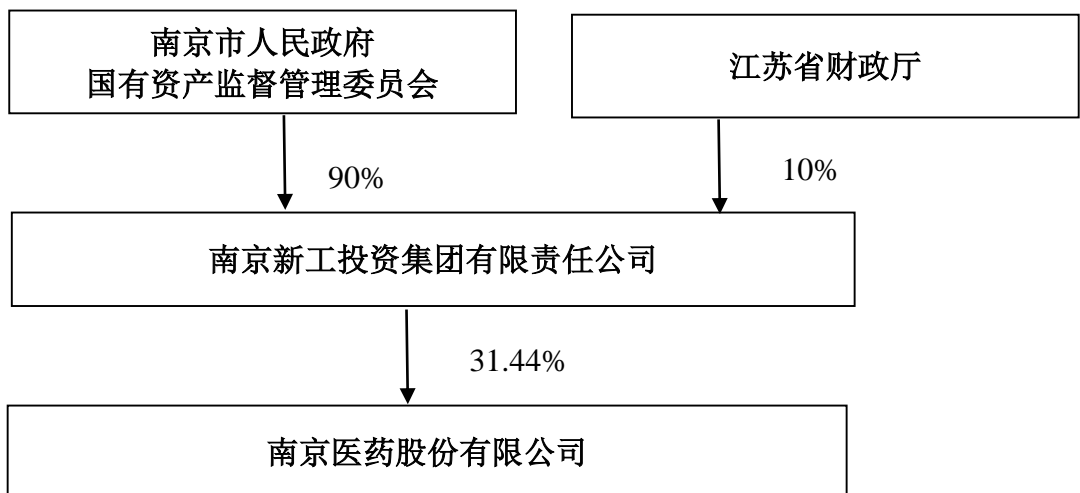 南京市人民政府
国有资产监督管理委员会
江苏省财政厅
90%
10%
南京新工投资集团有限责任公司
31.44%
南京医药股份有限公司